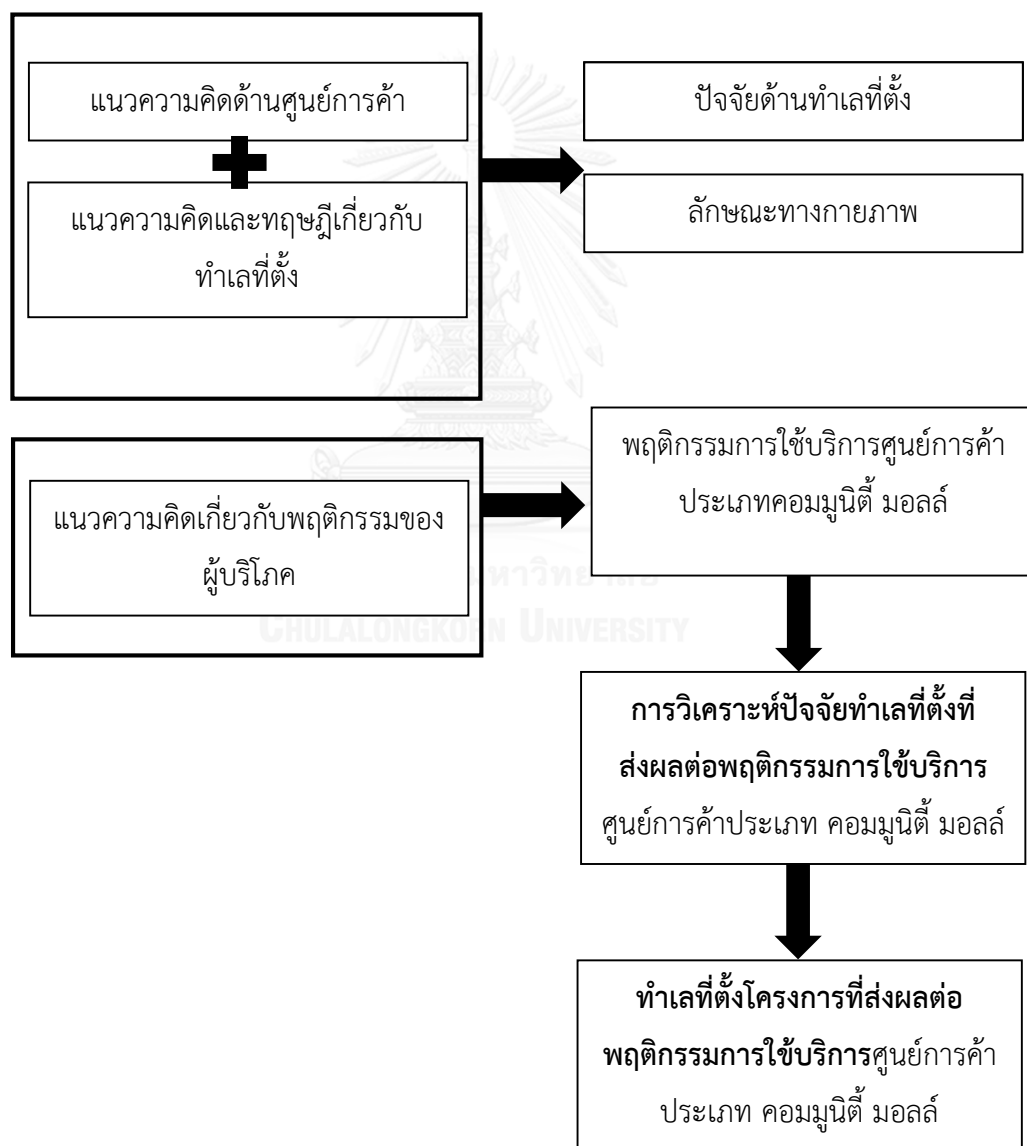 แนวความคิดด้านศูนย์การค้า
แนวความคิดและทฤษฎีเกี่ยวกับ
ทำเลที่ตั้ง
ปัจจัยด้านทำเลที่ตั้ง
ลักษณะทางกายภาพ
แนวความคิดเกี่ยวกับพฤติกรรมของ
ผู้บริโภค
พฤติกรรมการใช้บริการศูนย์การค้า
ประเภทคอมมูนิตี้ มอลล์
CHULALONGKORN UNIVERSITY
การวิเคราะห์ปัจจัยทำเลที่ตั้งที่
ส่งผลต่อพฤติกรรมการใช้บริการ
ศูนย์การค้าประเภท คอมมูนิตี้ มอลล์
ทำเลที่ตั้งโครงการที่ส่งผลต่อ
พฤติกรรมการใช้บริการศูนย์การค้า
ประเภท คอมมูนิตี้ มอลล์